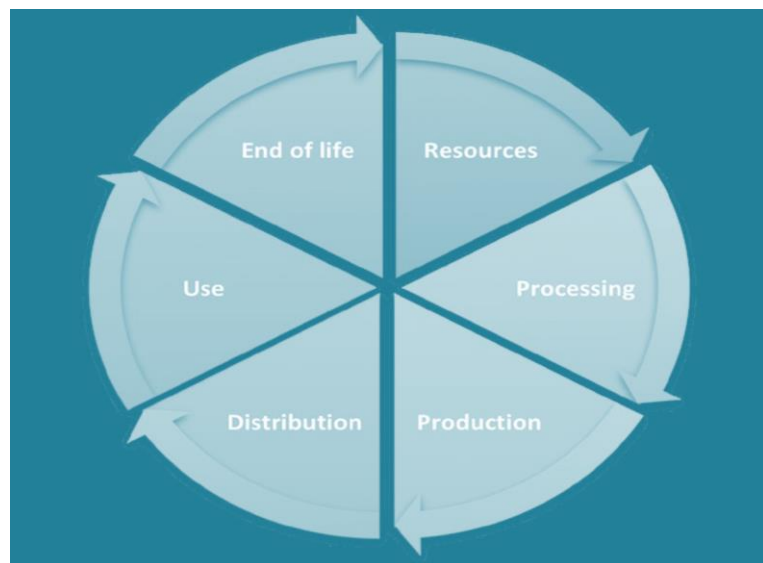 End of life
Resources
Use
Processing
Distribution
Production